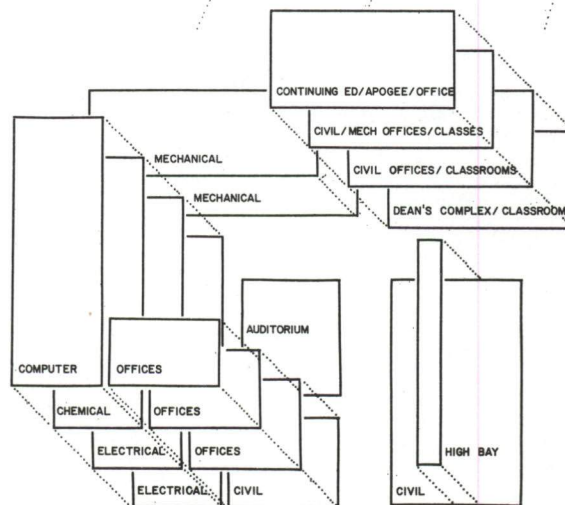 CONTINUING ED/APOGEE/OFFICE
CIVIL/MECH OFFICES/CLASSES
MECHANICAL
CIVIL OFFICES/CLASSROOMS
MECHANICAL
DEAN'S COMPLEX/CLASSROOM
AUDITORIUM
COMPUTER
OFFICES
CHEMICAL
OFFICES
ELECTRICAL
OFFICES
HIGH BAY
ELECTRICAL
CIVIL
CIVIL